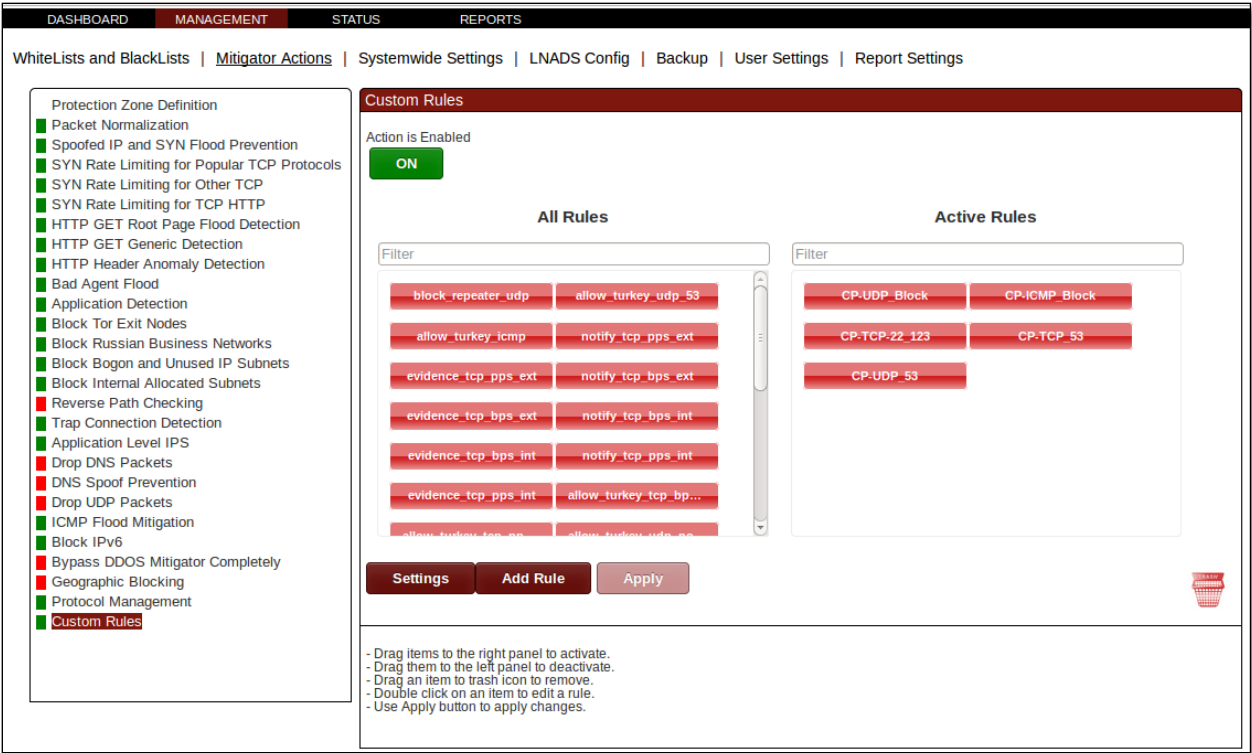 DASHBOARD MANAGEMENT STATUS REPORTS
WhiteLists and BlackLists | Mitigator Actions | Systemwide Settings | LNADS Config | Backup | User Settings | Report Settings
Protection Zone Definition
Packet Normalization
Spoofed IP and SYN Flood Prevention
SYN Rate Limiting for Popular TCP Protocols
SYN Rate Limiting for Other TCP
SYN Rate Limiting for TCP HTTP
HTTP GET Root Page Flood Detection
HTTP GET Generic Detection
HTTP Header Anomaly Detection
Bad Agent Flood
Application Detection
Block Tor Exit Nodes
Block Russian Business Networks
Block Bogon and Unused IP Subnets
Block Internal Allocated Subnets
Reverse Path Checking
Trap Connection Detection
Application Level IPS
Drop DNS Packets
DNS Spoof Prevention
Drop UDP Packets
ICMP Flood Mitigation
Block IPv6
Bypass DDOS Mitigator Completely
Geographic Blocking
Protocol Management
Custom Rules
Custom Rules
Action is Enabled
ON
All Rules
Filter
block_repeater_udp allow_turkey_udp_53
allow_turkey_icmp notify_tcp_pps_ext
evidence_tcp_pps_ext notify_tcp_bps_ext
evidence_tcp_bps_ext notify_tcp_bps_int
evidence_tcp_bps_int notify_tcp_pps_int
evidence_tcp_pps_int allow_turkey_tcp_bp...
Active Rules
Filter
CP-UDP_Block CP-ICMP_Block
CP-TCP-22_123 CP-TCP_53
CP-UDP_53
Settings Add Rule Apply
TRASH
- Drag items to the right panel to activate.
- Drag them to the left panel to deactivate.
- Drag an item to trash icon to remove.
- Double click on an item to edit a rule.
- Use Apply button to apply changes.